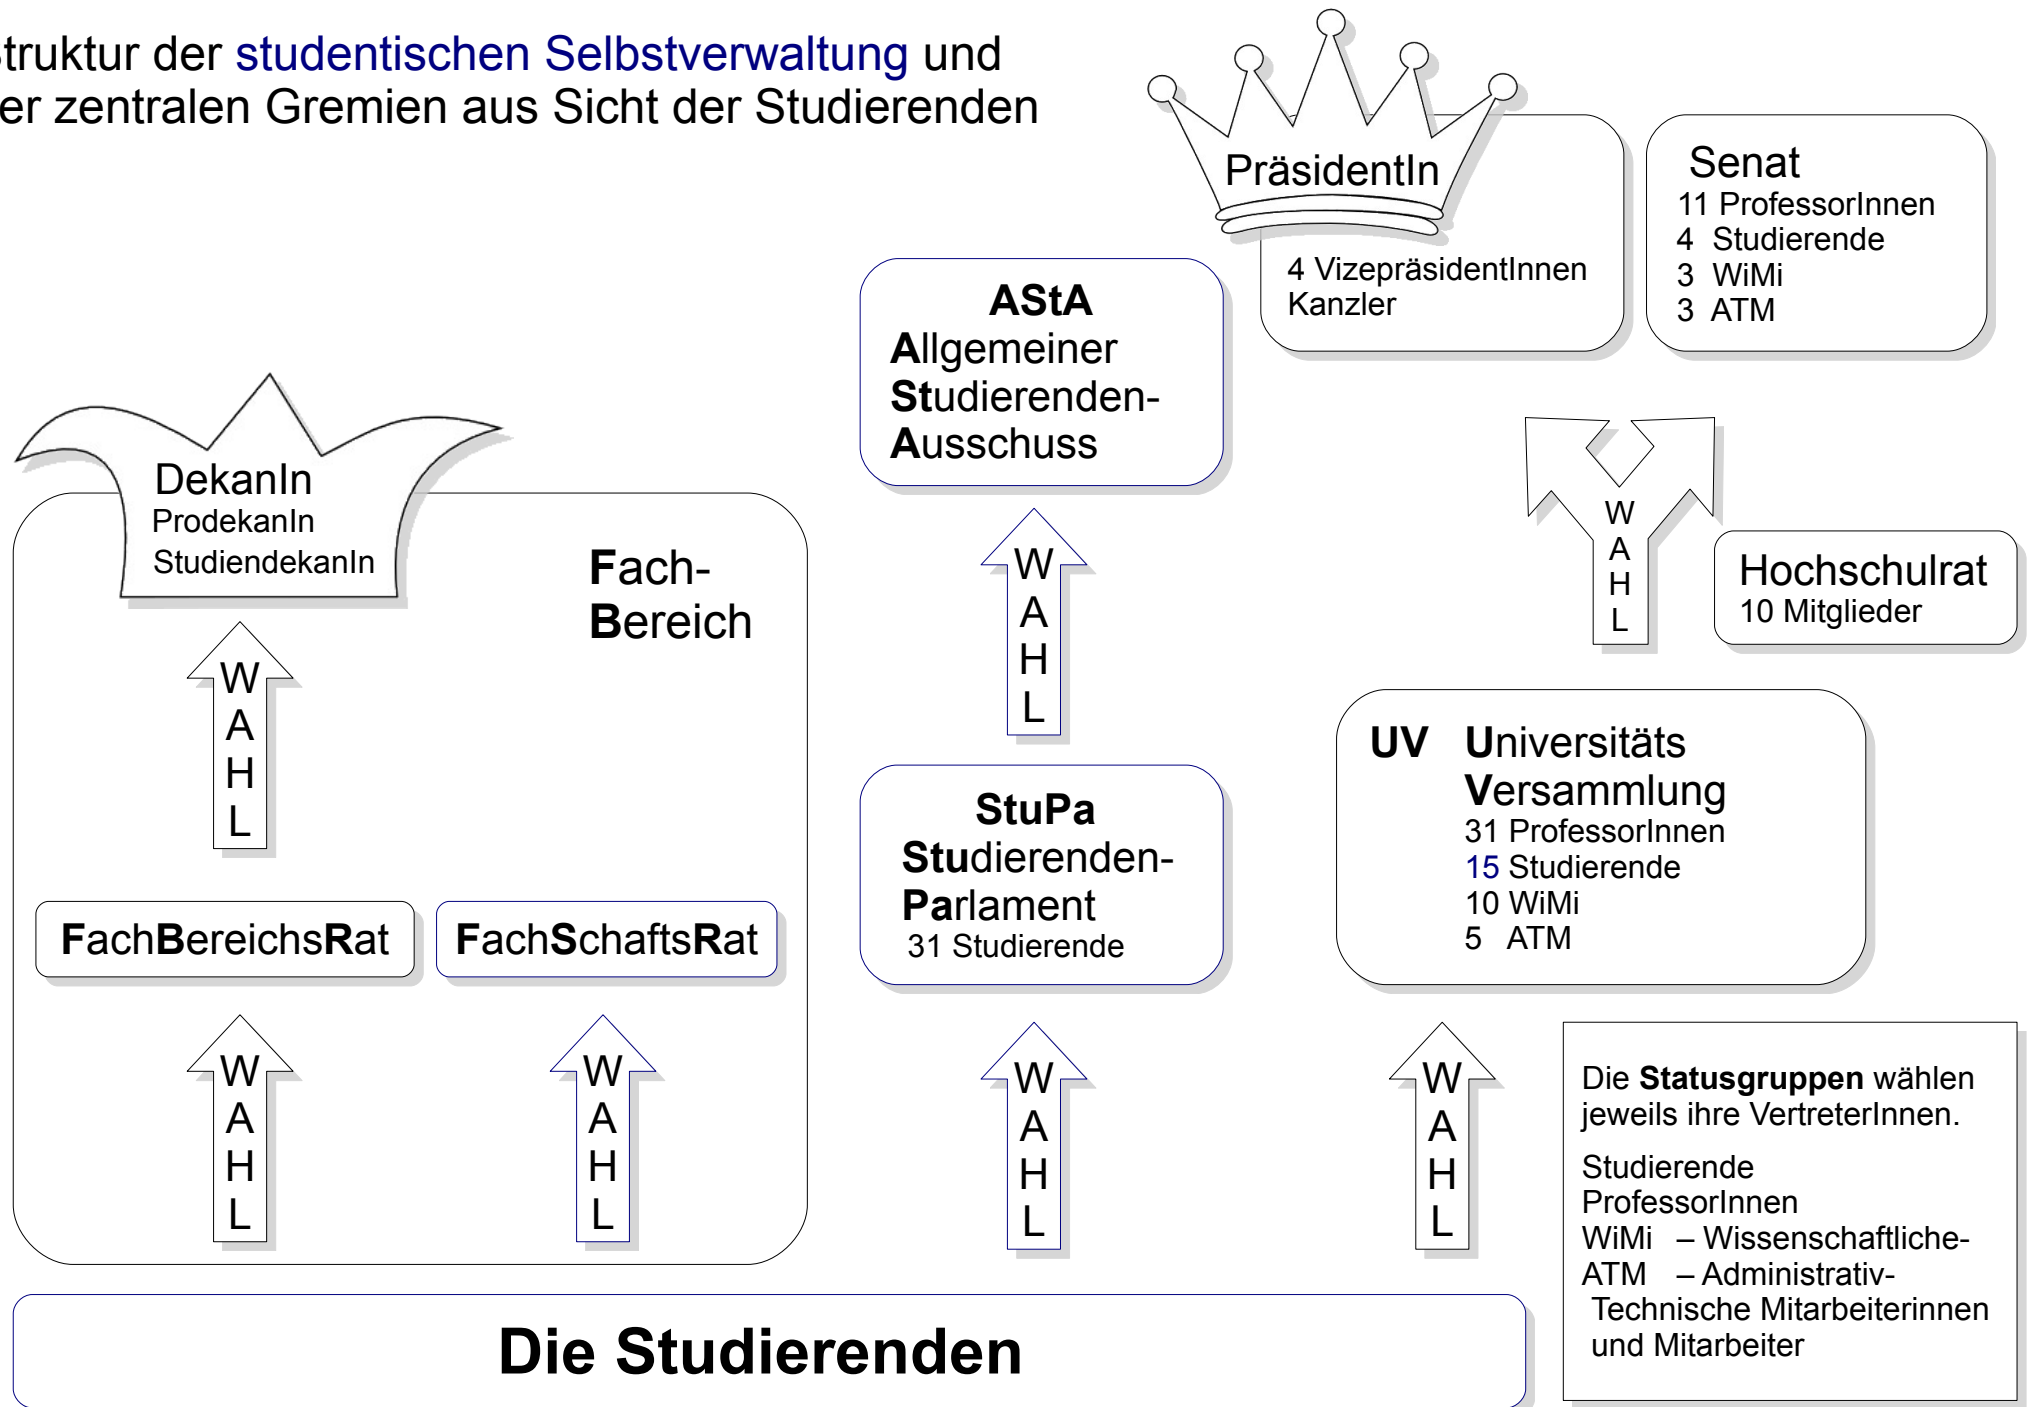 truktur der studentischen Selbstverwaltung und
er zentralen Gremien aus Sicht der Studierenden
PräsidentIn
4 VizepräsidentInnen
Kanzler
Senat
11 ProfessorInnen
4 Studierende
3 WiMi
3 ATM
AStA
Allgemeiner
Studierenden-
Ausschuss
DekanIn
ProdekanIn
StudiendekanIn
Fach-
Bereich
W
A
H
L
W
A
H
L
W
A
H
L
Hochschulrat
10 Mitglieder
StuPa
Studierenden-
Parlament
31 Studierende
UV Universitäts
Versammlung
31 ProfessorInnen
15 Studierende
10 WiMi
5 ATM
FachBereichsRat
FachSchaftsRat
W
A
H
L
W
A
H
L
W
A
H
L
W
A
H
L
Die Statusgruppen wählen
jeweils ihre VertreterInnen.
Studierende
ProfessorInnen
WiMi – Wissenschaftliche-
ATM – Administrativ-
Technische Mitarbeiterinnen
und Mitarbeiter
Die Studierenden